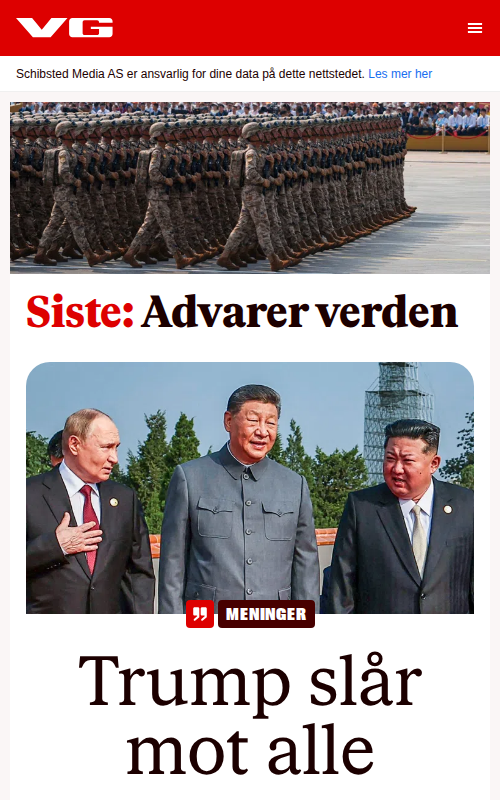 VG
Schibsted Media AS er ansvarlig for dine data på dette nettstedet. Les mer her
Siste: Advarer verden
MENINGER
Trump slår
mot alle